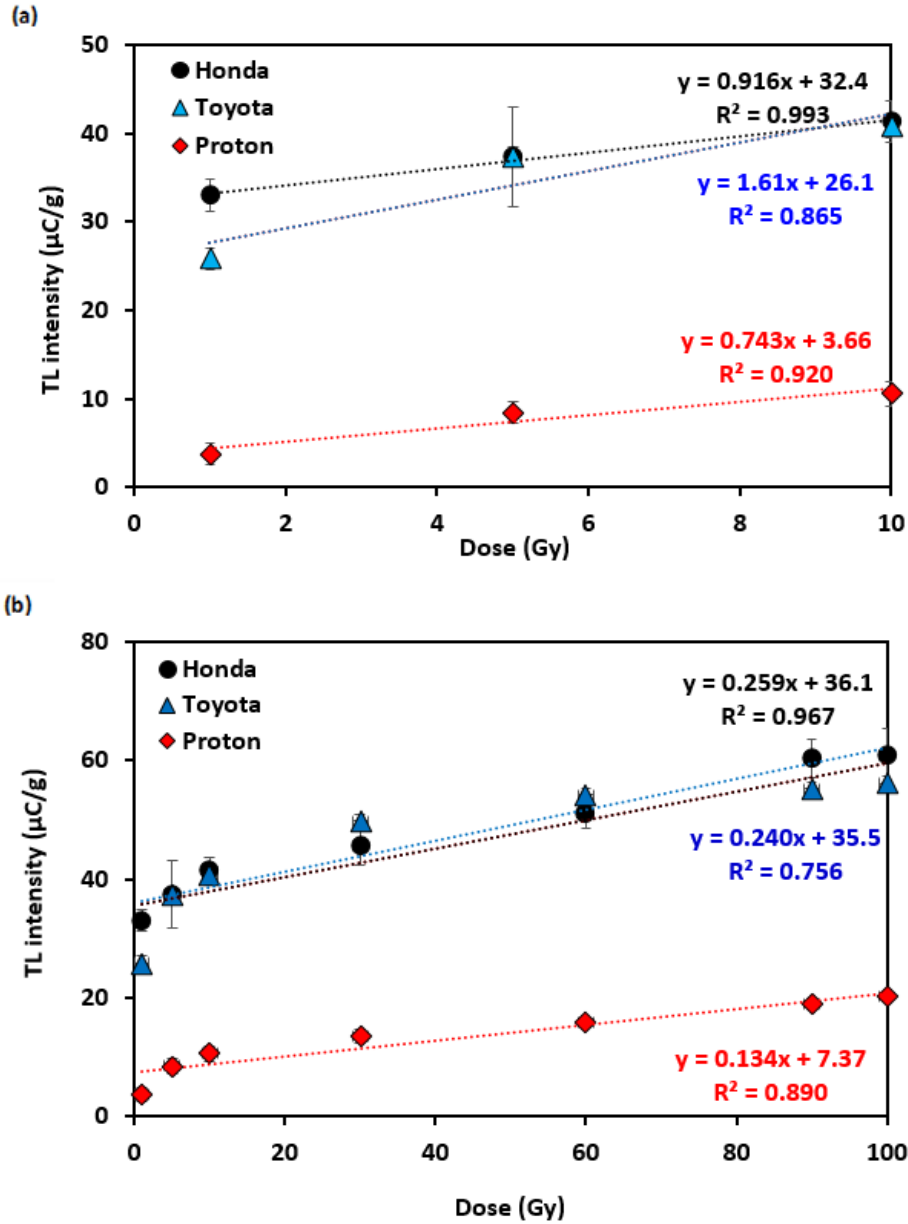 (a)
50
40
30
20
10
0
TL intensity (μC/g)
Honda
Toyota
Proton
y = 0.916x + 32.4
R² = 0.993
y = 1.61x + 26.1
R² = 0.865
y = 0.743x + 3.66
R² = 0.920
0 2 4 6 8 10
Dose (Gy)
(b)
80
60
40
20
0
TL intensity (μC/g)
Honda
Toyota
Proton
y = 0.259x + 36.1
R² = 0.967
y = 0.240x + 35.5
R² = 0.756
y = 0.134x + 7.37
R² = 0.890
0 20 40 60 80 100
Dose (Gy)